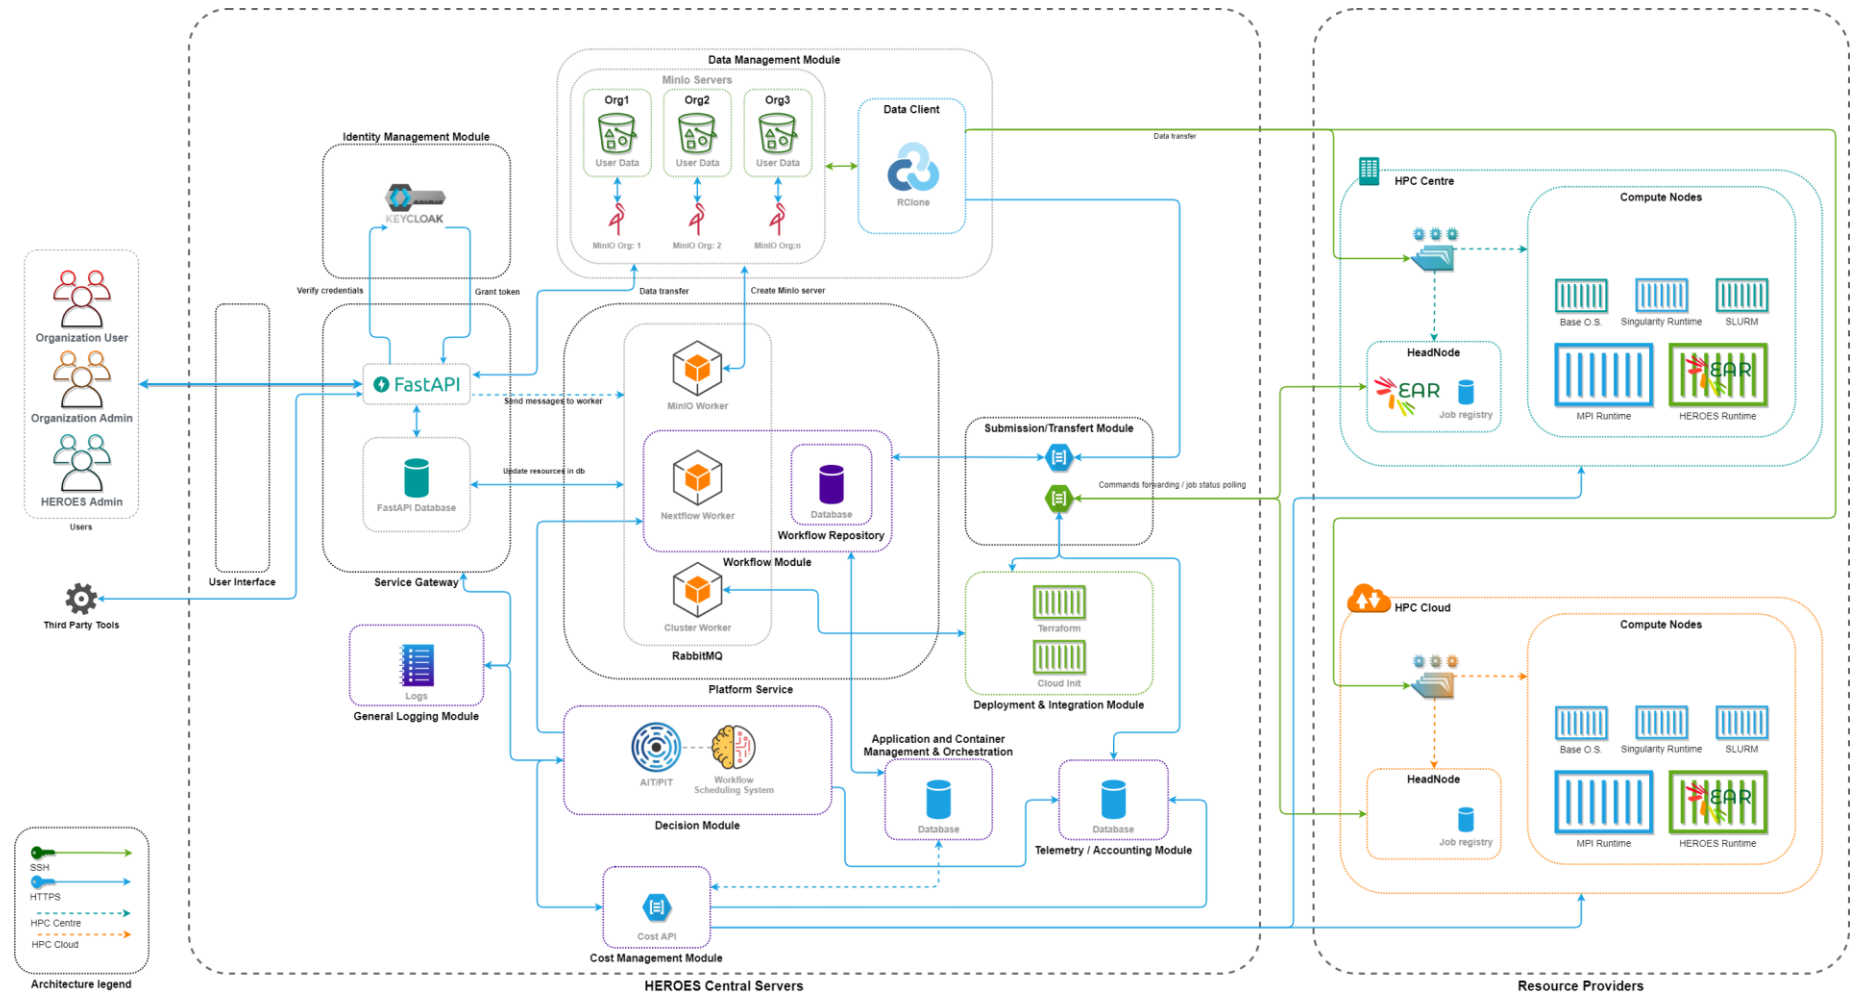 Data Management Module
Minio Servers
Org1
Org2
Org3
User Data
User Data
User Data
MinIO Org: 1
MinIO Org: 2
MinIO Org:n
Data Client
RClone
Data transfer
Identity Management Module
KEYCLOAK
Verify credentials
Grant token
Data transfer
Create Minio server
Organization User
Organization Admin
HEROES Admin
Users
Third Party Tools
User Interface
FastAPI
FastAPI Database
Service Gateway
Send messages to worker
Update resources in db
MinIO Worker
Nextflow Worker
Database
Workflow Repository
Workflow Module
Cluster Worker
RabbitMQ
Platform Service
Submission/Transfert Module
Commands forwarding / job status polling
Terraform
Cloud Init
Deployment & Integration Module
Logs
General Logging Module
AIT/PIT
Workflow
Scheduling System
Decision Module
Application and Container
Management & Orchestration
Database
Database
Telemetry / Accounting Module
Cost API
Cost Management Module
HEROES Central Servers
HPC Centre
Compute Nodes
Base O.S.
Singularity Runtime
SLURM
HeadNode
EAR
Job registry
MPI Runtime
EAR
HEROES Runtime
HPC Cloud
Compute Nodes
Base O.S.
Singularity Runtime
SLURM
HeadNode
Job registry
MPI Runtime
EAR
HEROES Runtime
Resource Providers
SSH
HTTPS
HPC Centre
HPC Cloud
Architecture legend